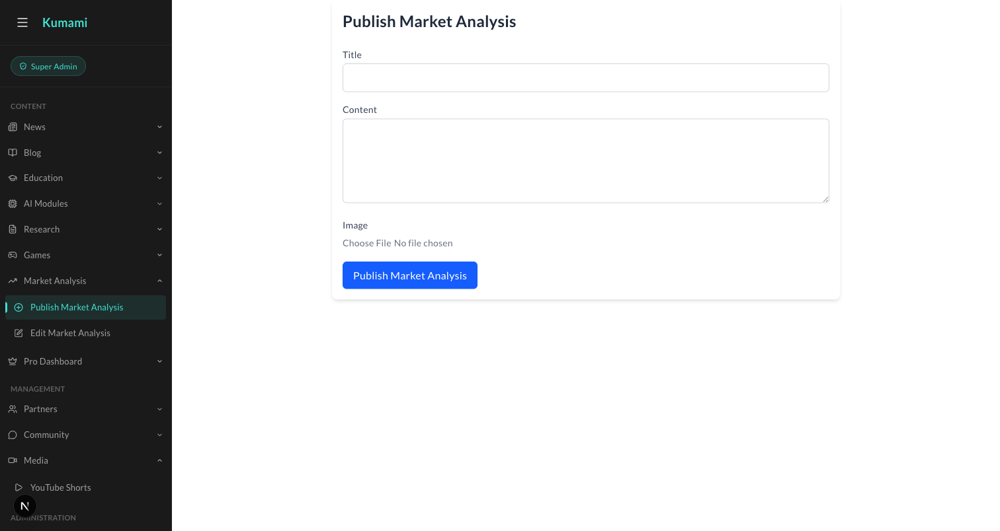 Kumami
Super Admin
CONTENT
News
Blog
Education
AI Modules
Research
Games
Market Analysis
Publish Market Analysis
Edit Market Analysis
Pro Dashboard
MANAGEMENT
Partners
Community
Media
YouTube Shorts
N
ADMINISTRATION
Publish Market Analysis
Title
Content
Image
Choose File No file chosen
Publish Market Analysis